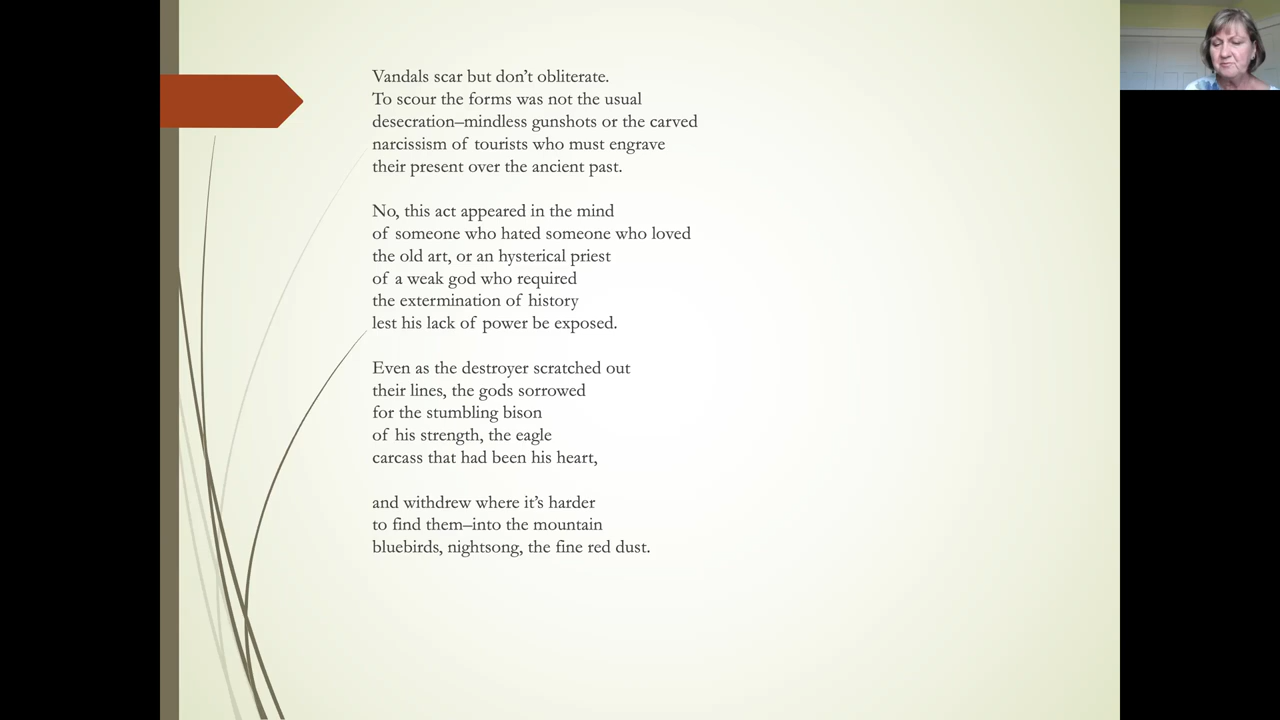 Vandals scar but don’t obliterate.
To scour the forms was not the usual
desecration–mindless gunshots or the carved
narcissism of tourists who must engrave
their present over the ancient past.
No, this act appeared in the mind
of someone who hated someone who loved
the old art, or an hysterical priest
of a weak god who required
the extermination of history
lest his lack of power be exposed.
Even as the destroyer scratched out
their lines, the gods sorrowed
for the stumbling bison
of his strength, the eagle
carcass that had been his heart,
and withdrew where it’s harder
to find them–into the mountain
bluebirds, nightsong, the fine red dust.